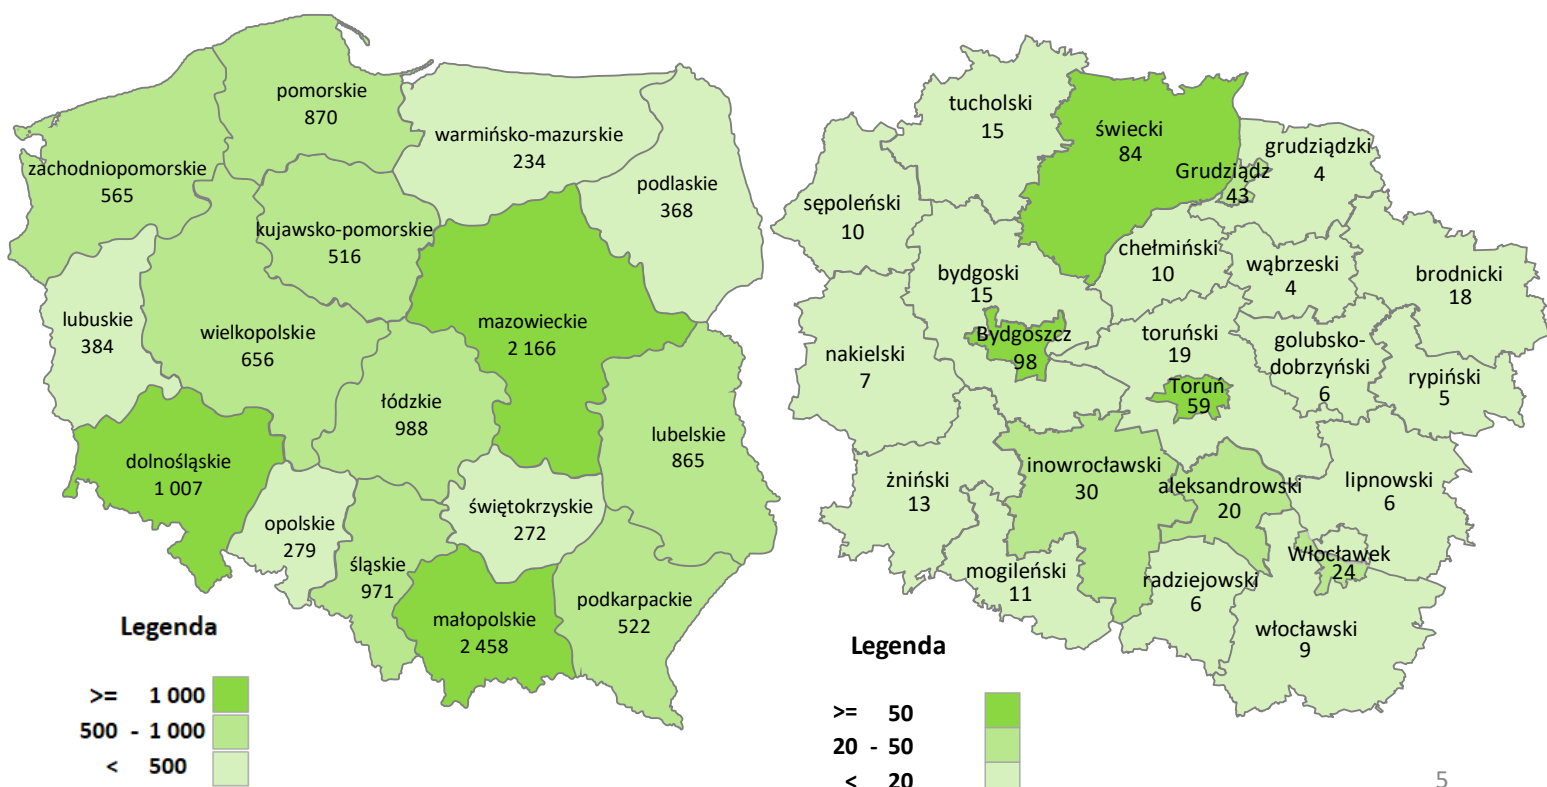 pomorskie
870
warmińsko-mazurskie
234
zachodniopomorskie
565
podlaskie
368
kujawsko-pomorskie
516
lubuskie
384
wielkopolskie
656
mazowieckie
2 166
łódzkie
988
lubelskie
865
dolnośląskie
1 007
opolskie
279
świętokrzyskie
272
śląskie
971
małopolskie
2 458
podkarpackie
522
Legenda
>= 1 000
500 - 1 000
< 500
tucholski
15
świecki
84
grudziądzki
4
Grudziądz
43
sępoleński
10
chełmiński
10
wąbrzeski
4
bydgoski
15
brodnicki
18
Bydgoszcz
98
toruński
19
golubsko-
dobrzyński
6
nakielski
7
Toruń
59
rypiński
5
inowrocławski
30
aleksandrowski
20
lipnowski
6
żniński
13
Włocławek
24
mogileński
11
radziejowski
6
włocławski
9
Legenda
>= 50
20 - 50
< 20
5